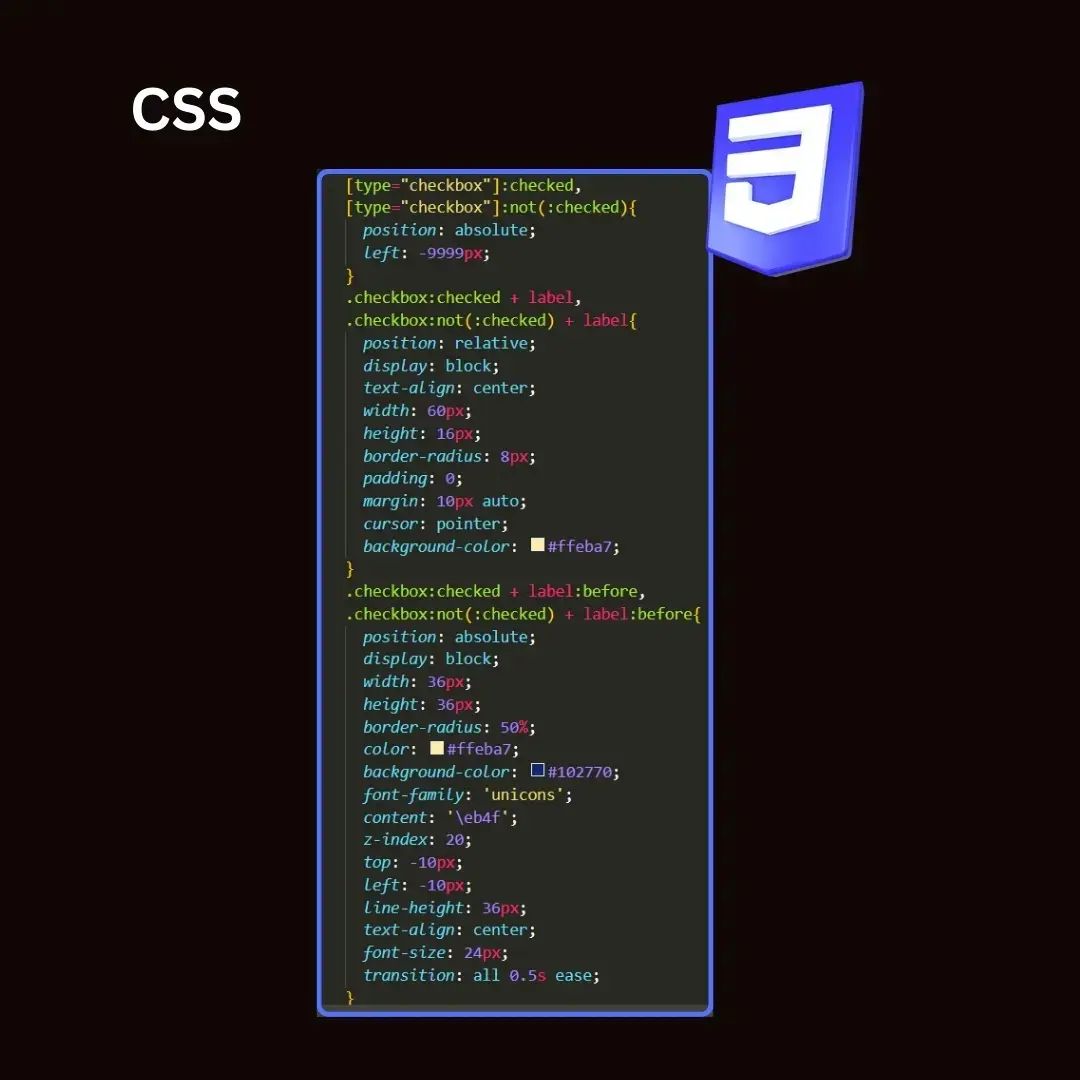 CSS
[type="checkbox"]:checked,
[type="checkbox"]:not(:checked){
position: absolute;
left: -9999px;
}
.checkbox:checked + label,
.checkbox:not(:checked) + label{
position: relative;
display: block;
text-align: center;
width: 60px;
height: 16px;
border-radius: 8px;
padding: 0;
margin: 10px auto;
cursor: pointer;
background-color: #ffeba7;
}
.checkbox:checked + label:before,
.checkbox:not(:checked) + label:before{
position: absolute;
display: block;
width: 36px;
height: 36px;
border-radius: 50%;
color: #ffeba7;
background-color: #102770;
font-family: 'unicons';
content: '\eb4f';
z-index: 20;
top: -10px;
left: -10px;
line-height: 36px;
text-align: center;
font-size: 24px;
transition: all 0.5s ease;
}